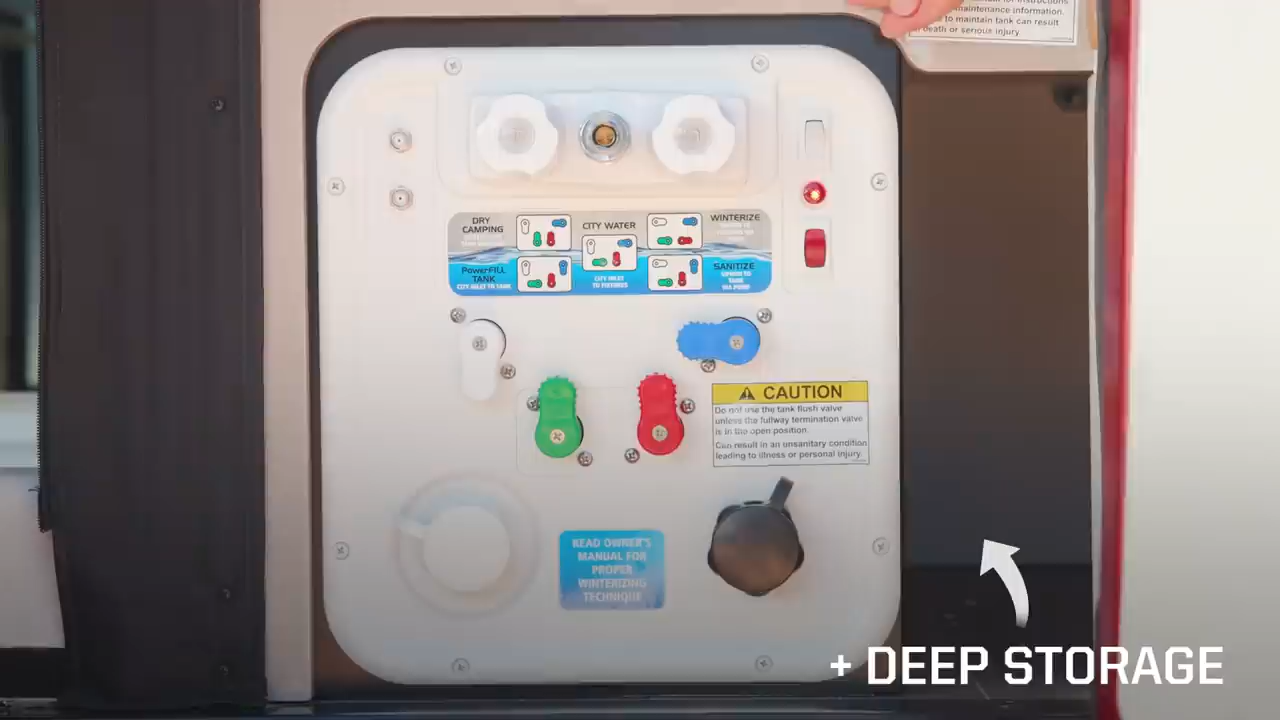 maintenance information.
to maintain tank can result
death or serious injury
DRY
CAMPING
CITY WATER
WINTERIZE
PowerFILL
TANK
CITY INLET TO TANK
CITY INLET
TO FIXTURES
SANITIZE
SIPHON TO
TANK
VIA PUMP
CAUTION
Do not use the tank flush valve
unless the fullway termination valve
is in the open position.
Can result in an unsanitary condition
leading to illness or personal injury.
READ OWNER'S
MANUAL FOR
PROPER
WINTERIZING
TECHNIQUE
+ DEEP STORAGE